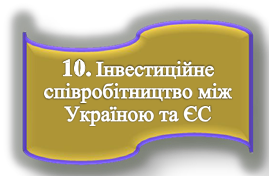 10. Інвестиційне
співробітництво між
Україною та ЄС